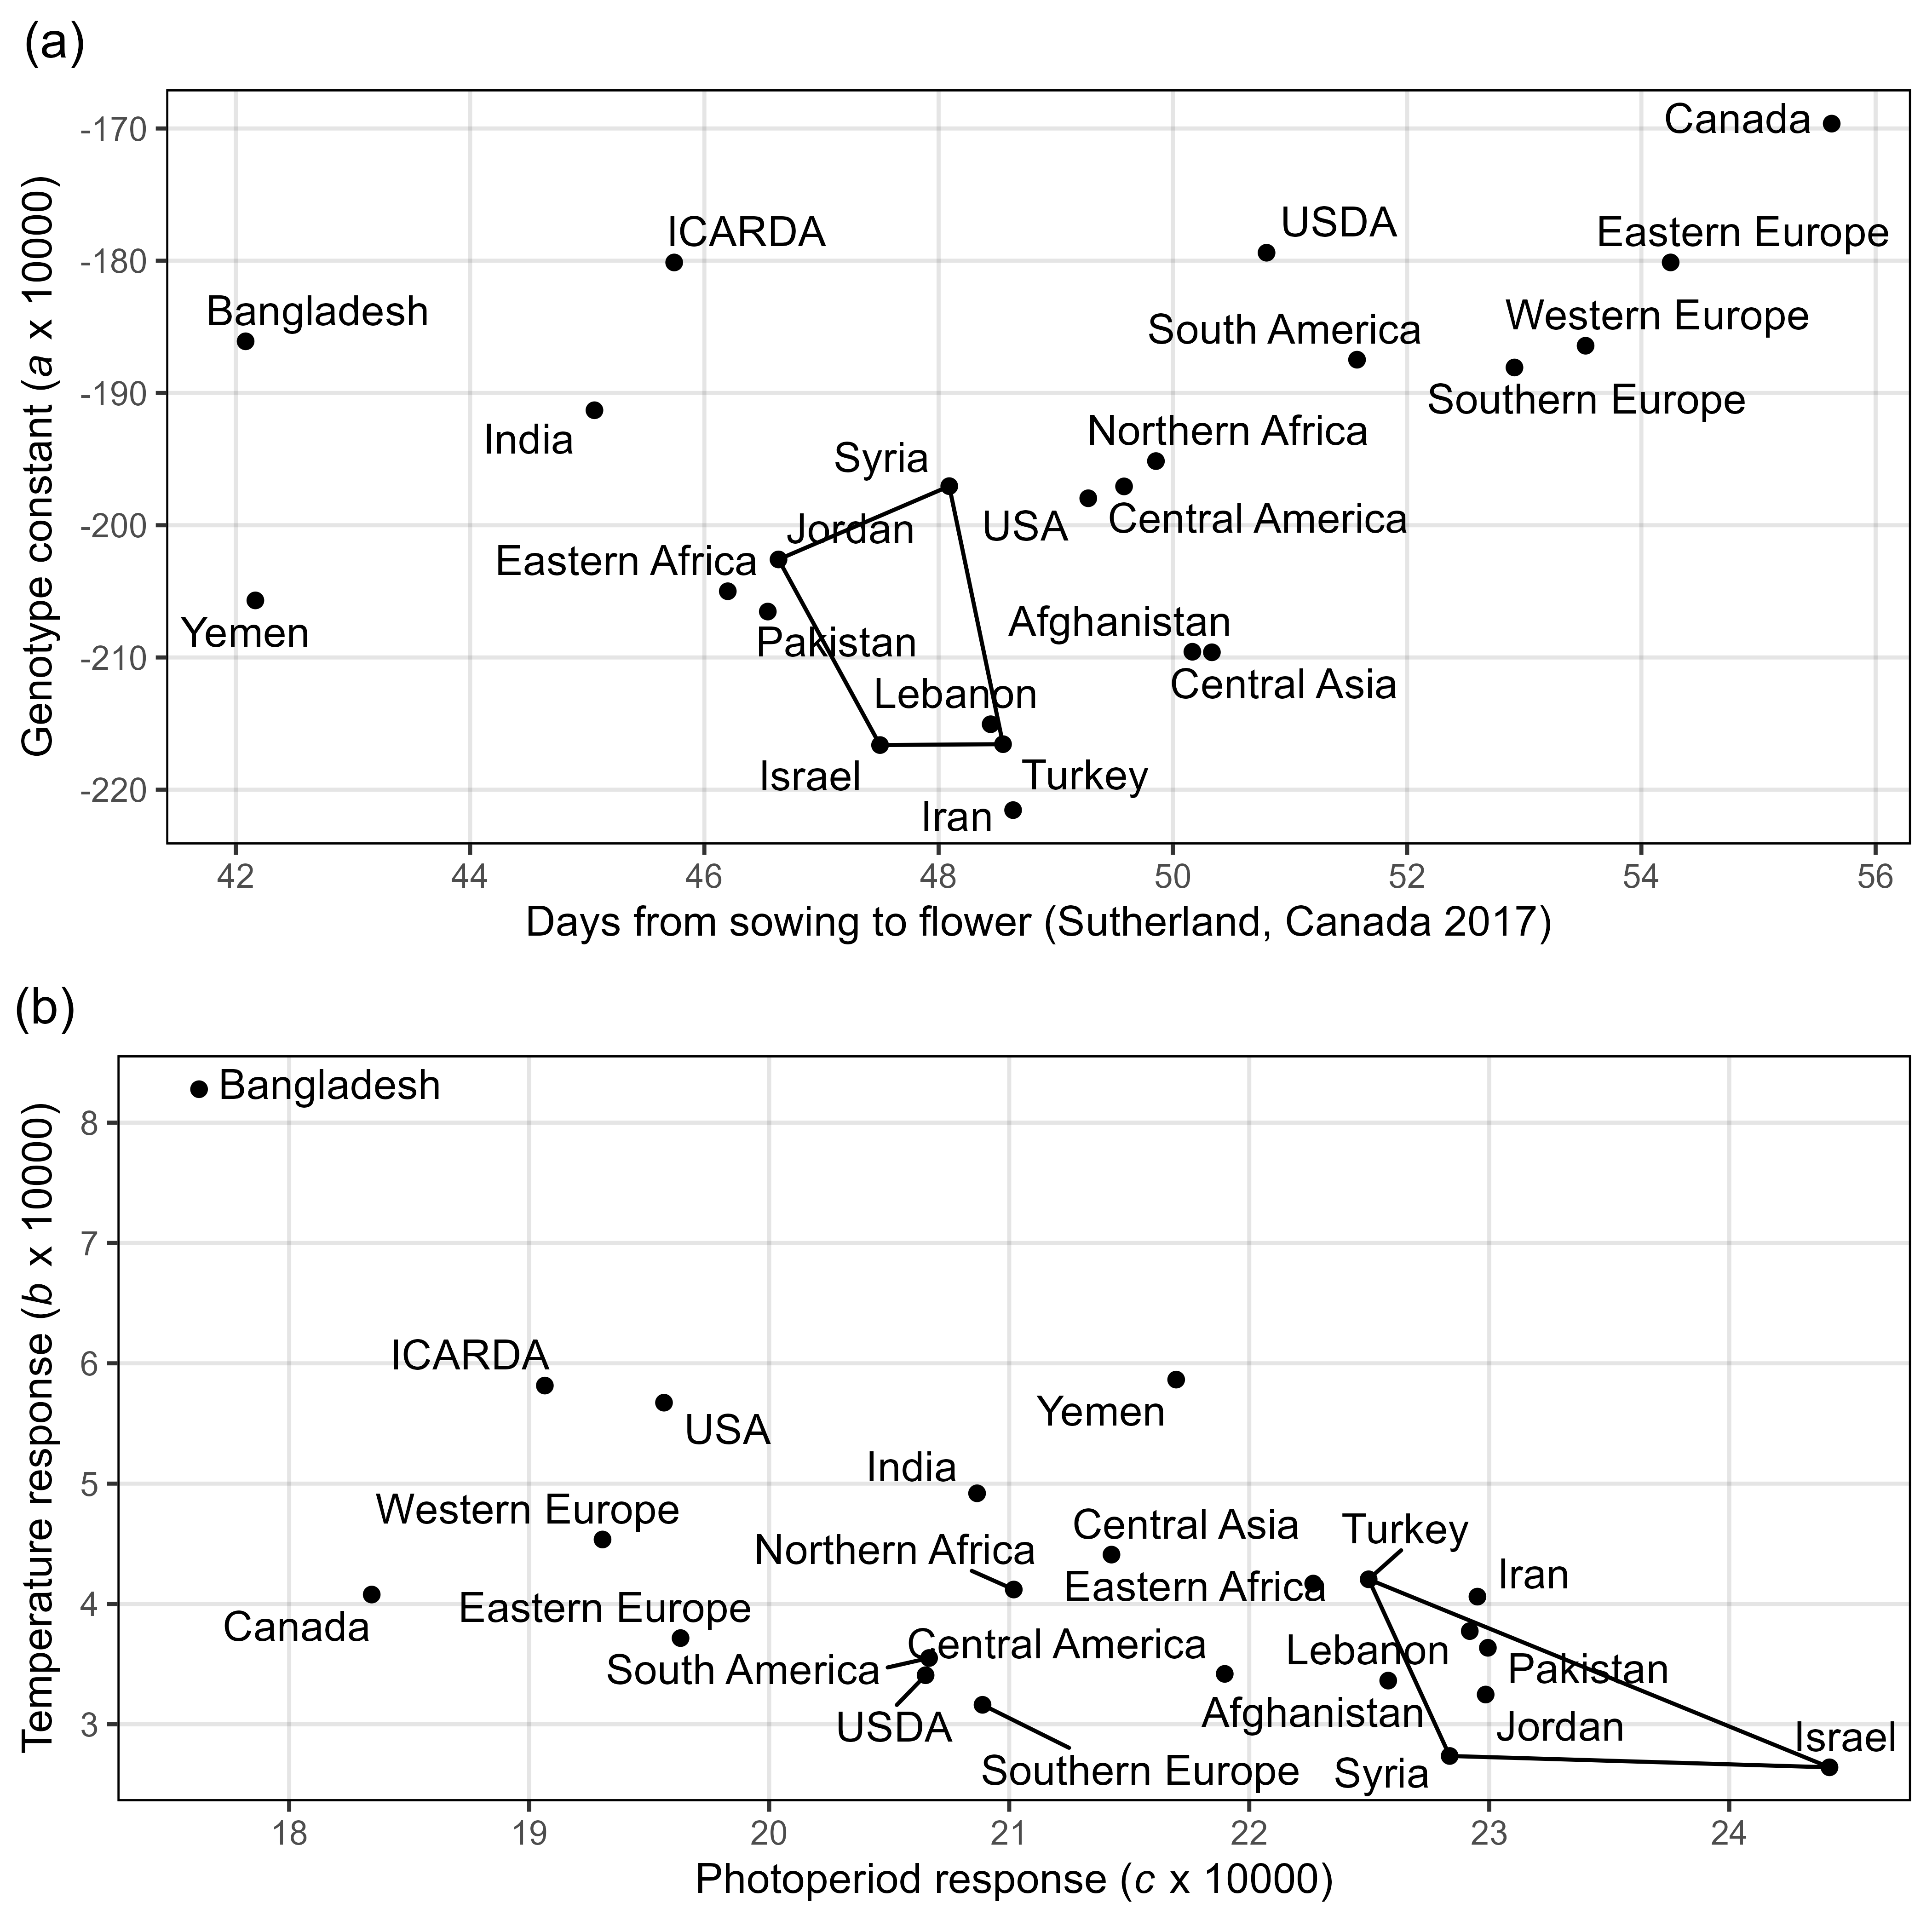 (a)
Genotype constant (a x 10000)
-170
-180
-190
-200
-210
-220
Canada
ICARDA
USDA
Eastern Europe
Bangladesh
Western Europe
South America
Southern Europe
India
Northern Africa
Syria
USA
Central America
Jordan
Eastern Africa
Yemen
Pakistan
Afghanistan
Central Asia
Lebanon
Israel
Turkey
Iran
42 44 46 48 50 52 54 56
Days from sowing to flower (Sutherland, Canada 2017)
(b)
Temperature response (b x 10000)
8
7
6
5
4
3
Bangladesh
ICARDA
USA
Yemen
India
Western Europe
Central Asia
Turkey
Northern Africa
Iran
Eastern Africa
Eastern Europe
Canada
Central America
Lebanon
South America
Pakistan
Afghanistan
USDA
Jordan
Israel
Southern Europe
Syria
18 19 20 21 22 23 24
Photoperiod response (c x 10000)